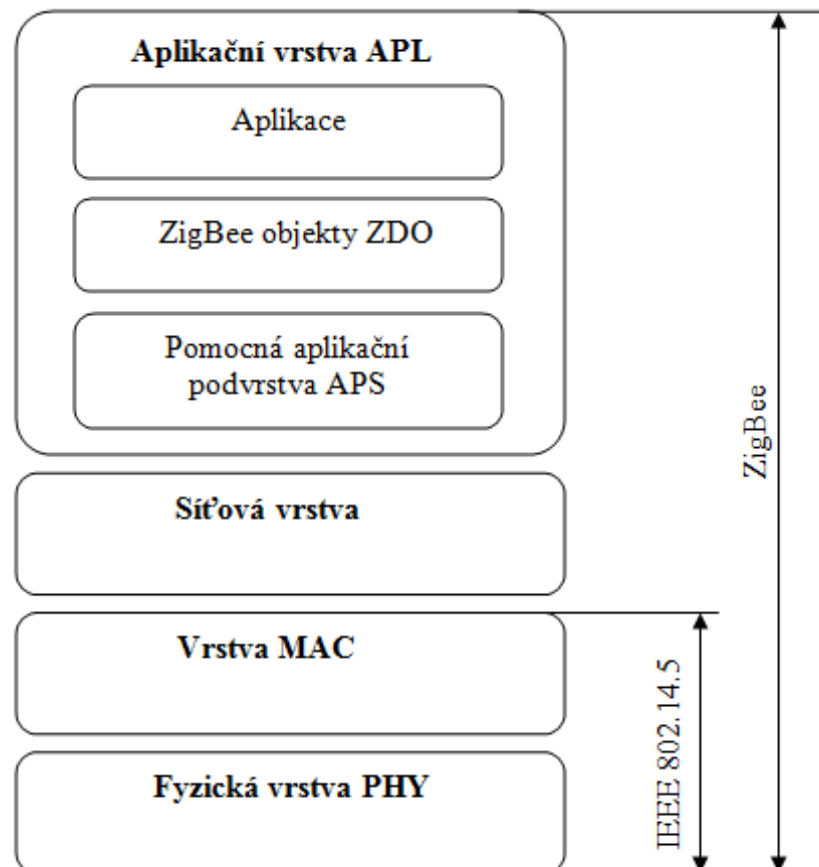 Aplikační vrstva APL
Aplikace
ZigBee objekty ZDO
Pomocná aplikační
podvrstva APS
Síťová vrstva
Vrstva MAC
Fyzická vrstva PHY
IEEE 802.14.5
ZigBee